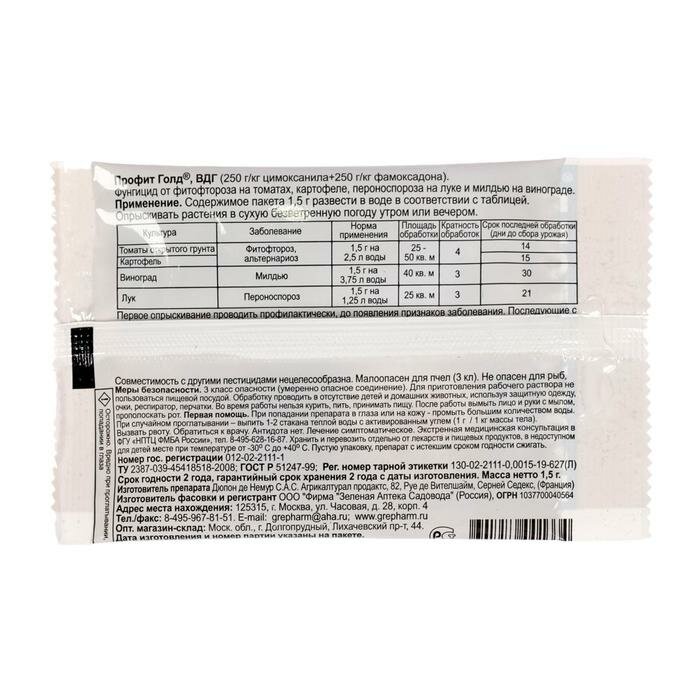 Профит Голд®, ВДГ (250 г/кг цимоксанила+250 г/кг фамоксадона).
Фунгицид от фитофтороза на томатах, картофеле, пероноспороза на луке и милдью на винограде.
Применение. Содержимое пакета 1,5 г развести в воде в соответствии с таблицей.
Опрыскивать растения в сухую безветренную погоду утром или вечером.
Культура Заболевание Норма применения Площадь обработки Кратность обработок Срок последней обработки (дни до сбора урожая)
Томаты открытого грунта Фитофтороз, альтернариоз 1,5 г на 2,5 л воды 25 - 50 кв. м 4 14
Картофель 15
Виноград Милдью 1,5 г на 3,75 л воды 40 кв. м 3 30
Лук Пероноспороз 1,5 г на 1,25 л воды 25 кв. м 3 21
Первое опрыскивание проводят профилактически, до появления признаков заболевания. Последующие с
Совместимость с другими пестицидами нецелесообразна. Малоопасен для пчел (3 кл). Не опасен для рыб,
Меры безопасности. 3 класс опасности (умеренно опасное соединение). Для приготовления рабочего раствора не
пользоваться пищевой посудой. Обработку проводить в отсутствие детей и домашних животных, используя защитную одежду,
очки, респиратор, перчатки. Во время работы нельзя курить, пить, принимать пищу. После работы вымыть лицо и руки с мылом,
прополоскать рот. Первая помощь. При попадании препарата в глаза или на кожу - промыть большим количеством воды.
При случайном проглатывании – выпить 1-2 стакана теплой воды с активированным углем (1 г / 1 кг массы тела).
Вызвать рвоту. Обратиться к врачу. Антидота нет. Лечение симптоматическое. Экстренная медицинская консультация в
ФГУ «НПТЦ ФМБА России», тел. 8-495-628-16-87. Хранить и перевозить отдельно от лекарств и пищевых продуктов, в недоступном
для детей месте при температуре от -30° С до +40° С. Пустую упаковку, препарат с истекшим сроком хранения сжигать.
Номер гос. регистрации 012-02-2111-1
ТУ 2387-039-45418518-2008; ГОСТ Р 51247-99; Рег. номер тарной этикетки 130-02-2111-0,0015-19-627(Л)
Срок годности 2 года, гарантийный срок хранения 2 года с даты изготовления. Масса нетто 1,5 г.
Изготовитель препарата Дюпон де Немур С.А.С. Агрикалтурал продактс, 82, Руе де Вителшайм, Серней Седекс, (Франция)
Изготовитель фасовки и регистрант ООО "Фирма "Зеленая Аптека Садовода" (Россия), ОГРН 1037700040564
Адрес места нахождения: 125315, г. Москва, ул. Часовая, д. 28, корп. 4
Тел./факс: 8-495-967-81-51. E-mail: grepharm@aha.ru; www.grepharm.ru
Опт. магазин-склад: Моск. обл., г. Долгопрудный, Лихачевский пр-т, 44.
Дата изготовления и номер партии указаны на пакете.
Осторожно. Вредно при проглатывании,
попадании в глаза